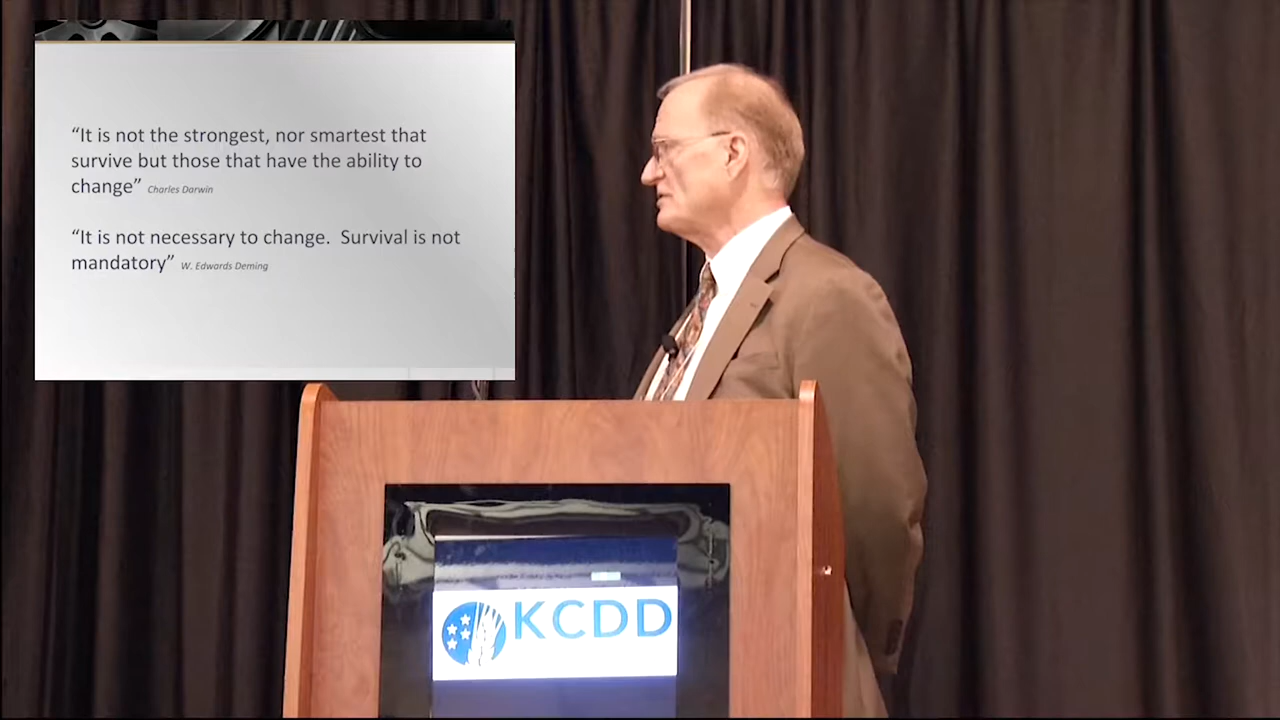 “It is not the strongest, nor smartest that
survive but those that have the ability to
change” Charles Darwin
“It is not necessary to change.  Survival is not
mandatory” W. Edwards Deming
KCDD